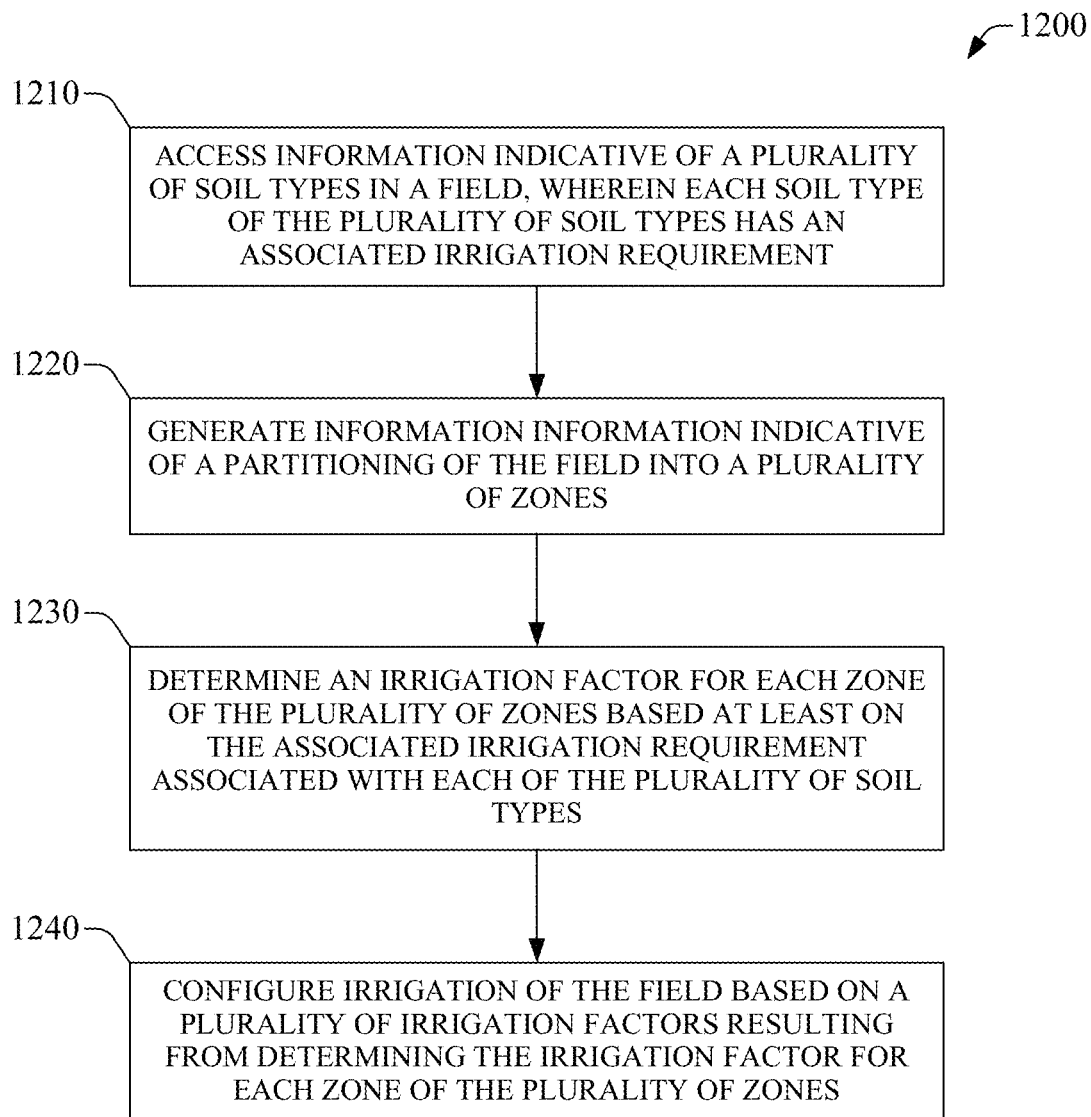 1200
1210
ACCESS INFORMATION INDICATIVE OF A PLURALITY
OF SOIL TYPES IN A FIELD, WHEREIN EACH SOIL TYPE
OF THE PLURALITY OF SOIL TYPES HAS AN
ASSOCIATED IRRIGATION REQUIREMENT
1220
GENERATE INFORMATION INFORMATION INDICATIVE
OF A PARTITIONING OF THE FIELD INTO A PLURALITY
OF ZONES
1230
DETERMINE AN IRRIGATION FACTOR FOR EACH ZONE
OF THE PLURALITY OF ZONES BASED AT LEAST ON
THE ASSOCIATED IRRIGATION REQUIREMENT
ASSOCIATED WITH EACH OF THE PLURALITY OF SOIL
TYPES
1240
CONFIGURE IRRIGATION OF THE FIELD BASED ON A
PLURALITY OF IRRIGATION FACTORS RESULTING
FROM DETERMINING THE IRRIGATION FACTOR FOR
EACH ZONE OF THE PLURALITY OF ZONES